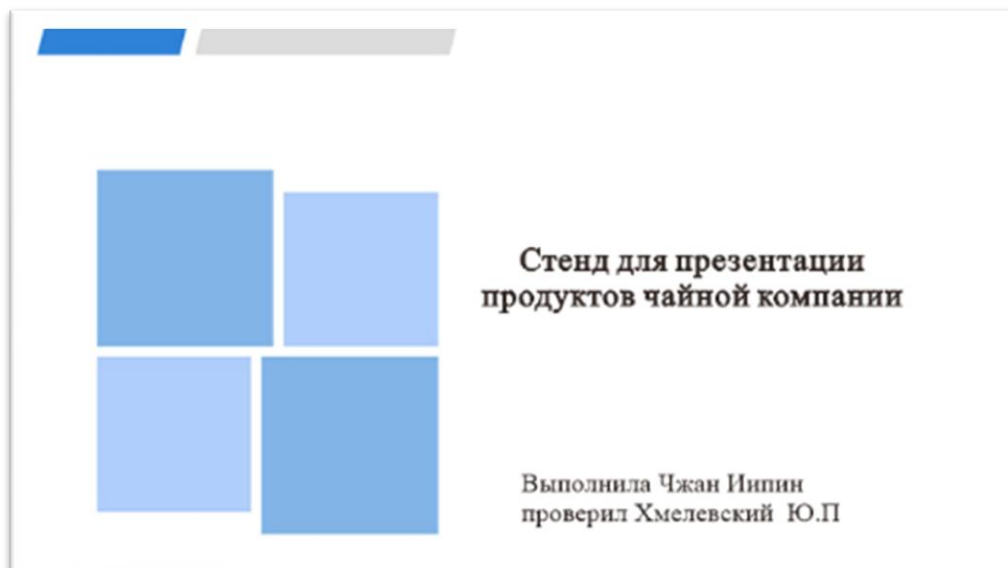 Стенд для презентации
продуктов чайной компании
Выполнила Чжан Иипин
проверил Хмелевский Ю.П